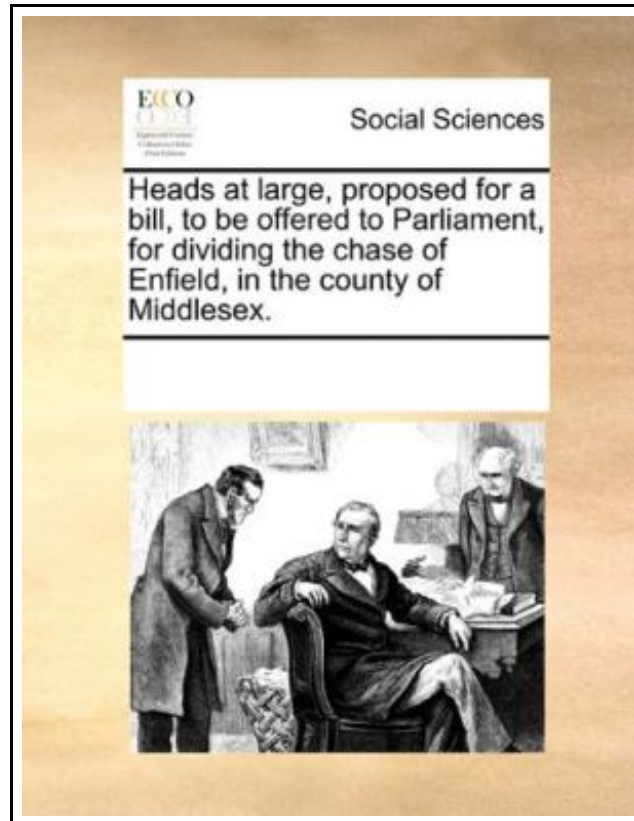 ECCO
Social Sciences
Heads at large, proposed for a
bill, to be offered to Parliament,
for dividing the chase of
Enfield, in the county of
Middlesex.